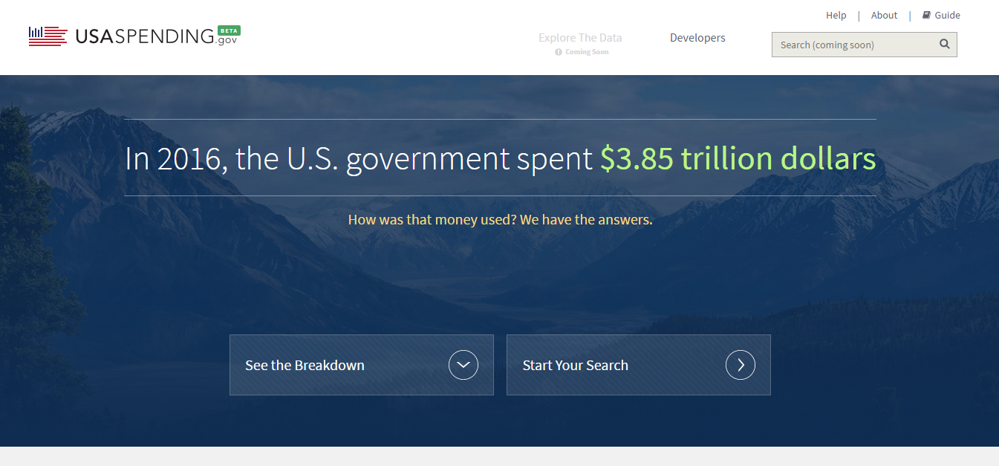 Help | About | Guide
USASPENDING.gov BETA
Explore The Data
Coming Soon
Developers
Search (coming soon)
In 2016, the U.S. government spent $3.85 trillion dollars
How was that money used? We have the answers.
See the Breakdown
Start Your Search